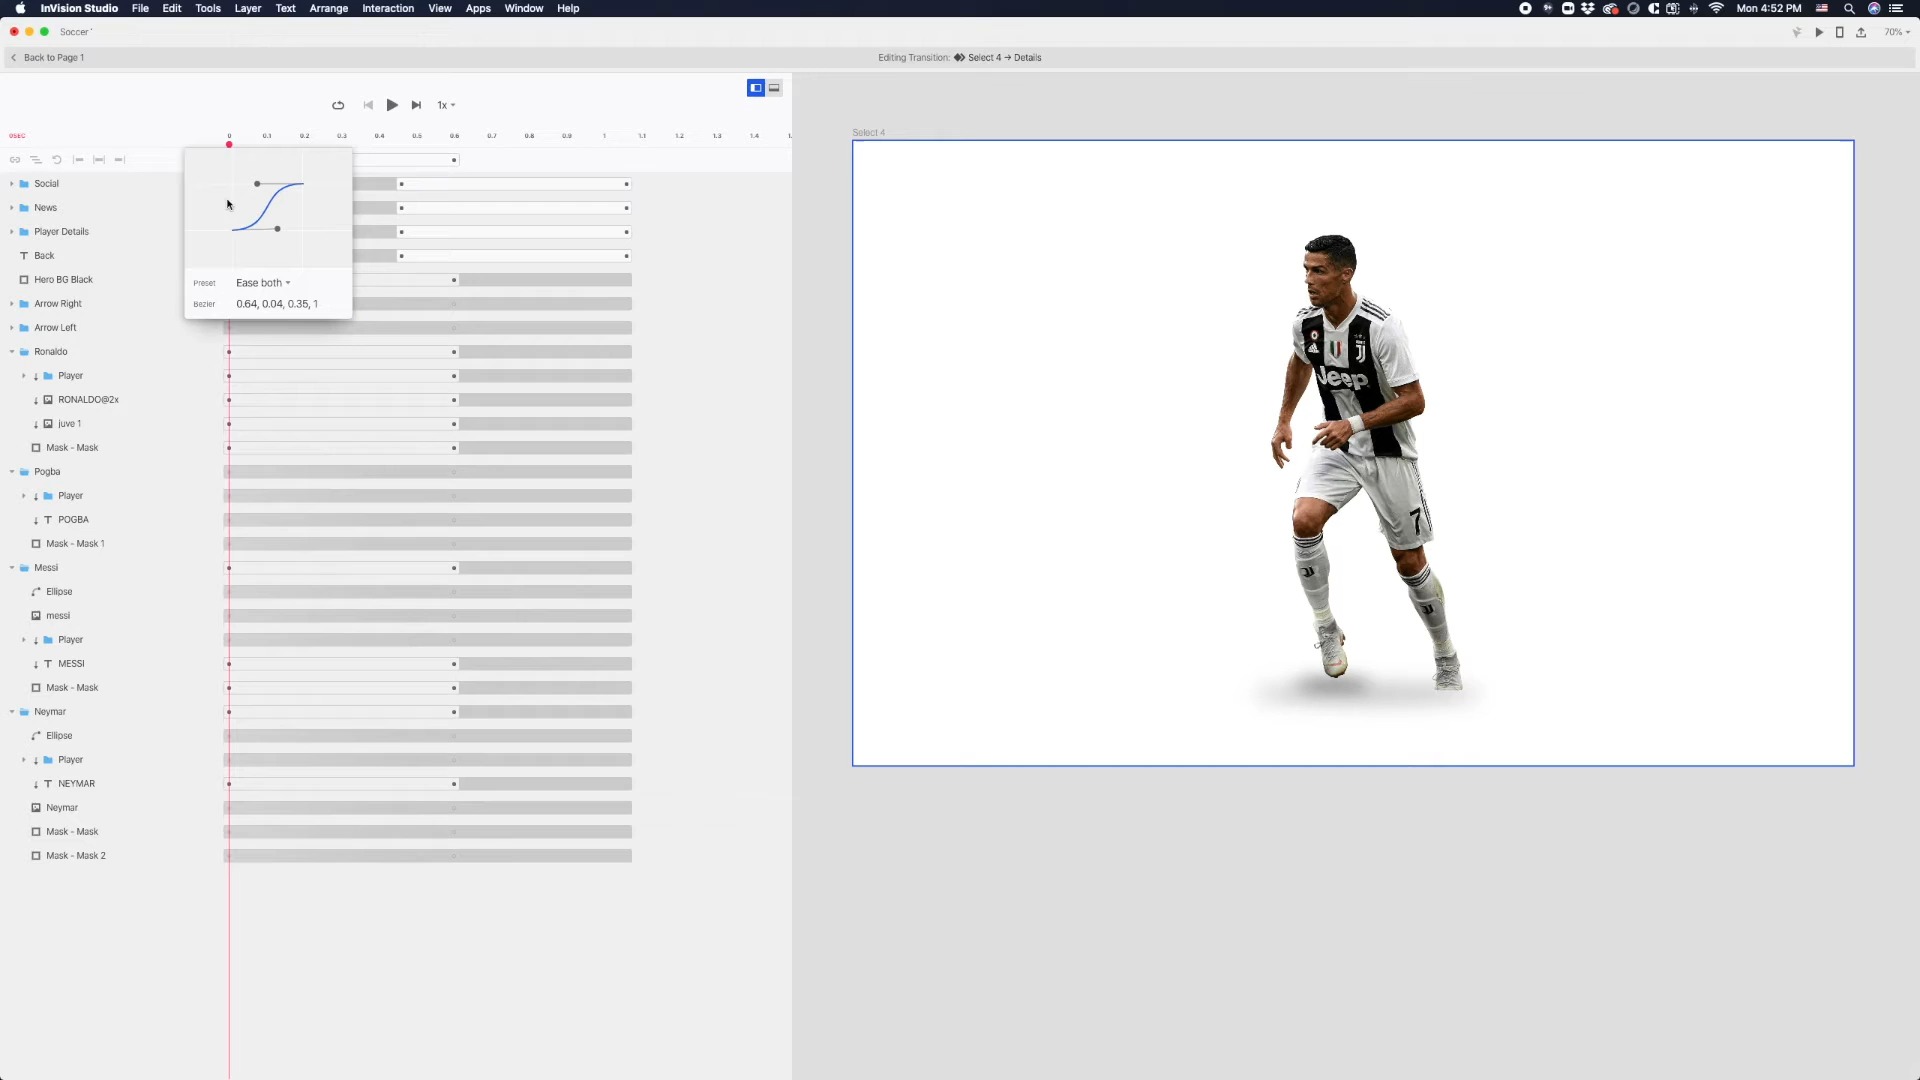 InVision Studio File Edit Tools Layer Text Arrange Interaction View Apps Window Help Mon 4:52 PM
Soccer 70%
Back to Page 1 Editing Transition: Select 4 → Details
1x
0SEC 0 0.1 0.2 0.3 0.4 0.5 0.6 0.7 0.8 0.9 1 1.1 1.2 1.3 1.4
Select 4
Social
News
Player Details
Back
Hero BG Black
Preset Ease both
Arrow Right
Bezier 0.64, 0.04, 0.35, 1
Arrow Left
Ronaldo
Player
RONALDO@2x
juve 1
Mask - Mask
Pogba
Player
POGBA
Mask - Mask 1
Messi
Ellipse
messi
Player
MESSI
Mask - Mask
Neymar
Ellipse
Player
NEYMAR
Neymar
Mask - Mask
Mask - Mask 2
Jeep
7